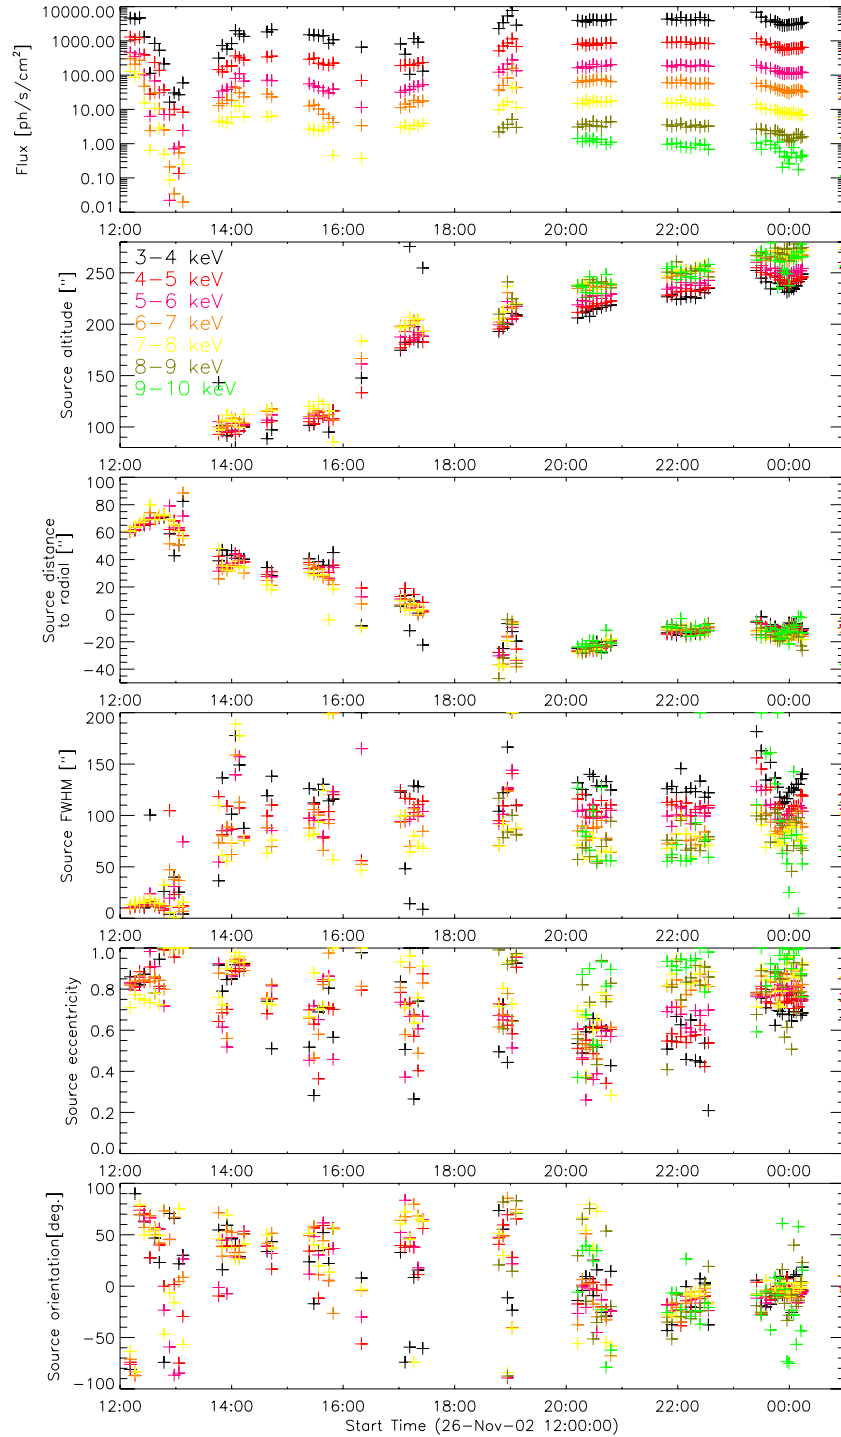 10000.00
1000.00
100.00
10.00
1.00
0.10
0.01
Flux [ph/s/cm²]
12:00 14:00 16:00 18:00 20:00 22:00 00:00
250
200
150
100
Source altitude ["]
3−4 keV
4−5 keV
5−6 keV
6−7 keV
7−8 keV
8−9 keV
9−10 keV
12:00 14:00 16:00 18:00 20:00 22:00 00:00
100
80
60
40
20
0
−20
−40
Source distance
to radial ["]
12:00 14:00 16:00 18:00 20:00 22:00 00:00
200
150
100
50
0
Source FWHM ["]
12:00 14:00 16:00 18:00 20:00 22:00 00:00
1.0
0.8
0.6
0.4
0.2
0.0
Source eccentricity
12:00 14:00 16:00 18:00 20:00 22:00 00:00
100
50
0
−50
−100
Source orientation[deg.]
12:00 14:00 16:00 18:00 20:00 22:00 00:00
Start Time (26−Nov−02 12:00:00)